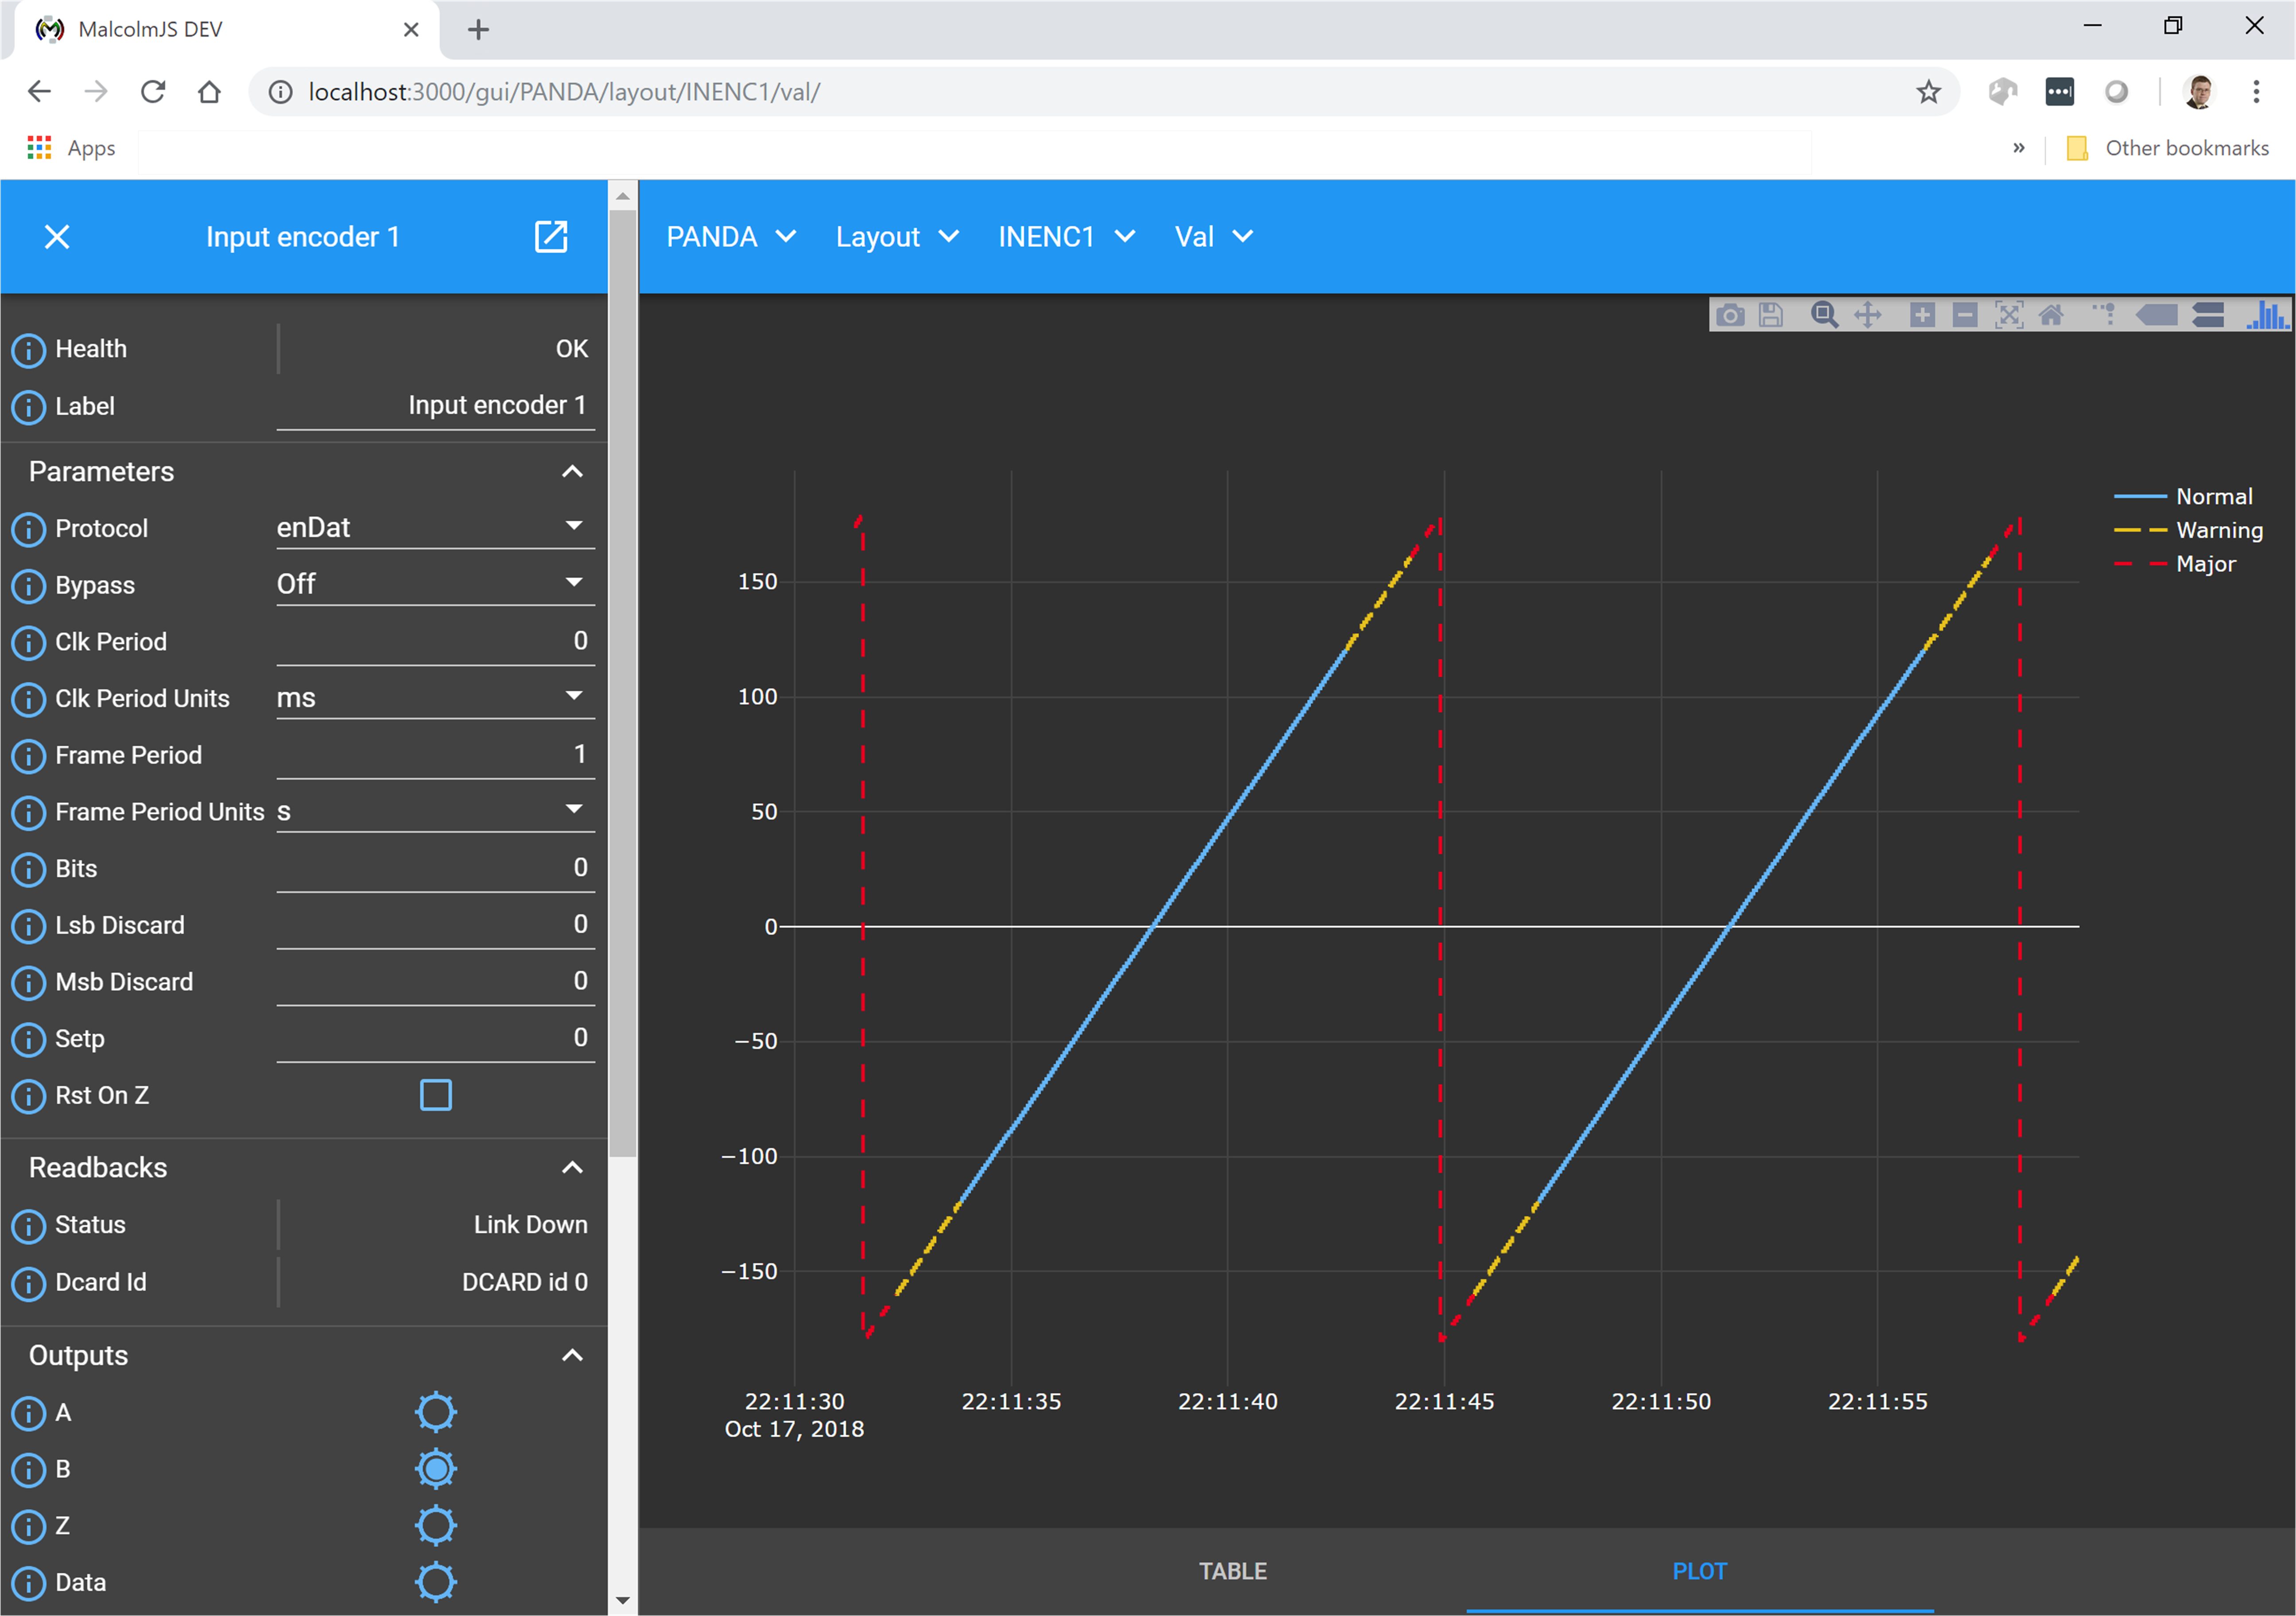 MalcolmJS DEV
localhost:3000/gui/PANDA/layout/INENC1/val/
Apps
Other bookmarks
Input encoder 1
PANDA Layout INENC1 Val
Health OK
Label Input encoder 1
Parameters
Protocol enDat
Bypass Off
Clk Period 0
Clk Period Units ms
Frame Period 1
Frame Period Units s
Bits 0
Lsb Discard 0
Msb Discard 0
Setp 0
Rst On Z
Readbacks
Status Link Down
Dcard Id DCARD id 0
Outputs
A
B
Z
Data
Normal
Warning
Major
150
100
50
0
−50
−100
−150
22:11:30 22:11:35 22:11:40 22:11:45 22:11:50 22:11:55
Oct 17, 2018
TABLE PLOT